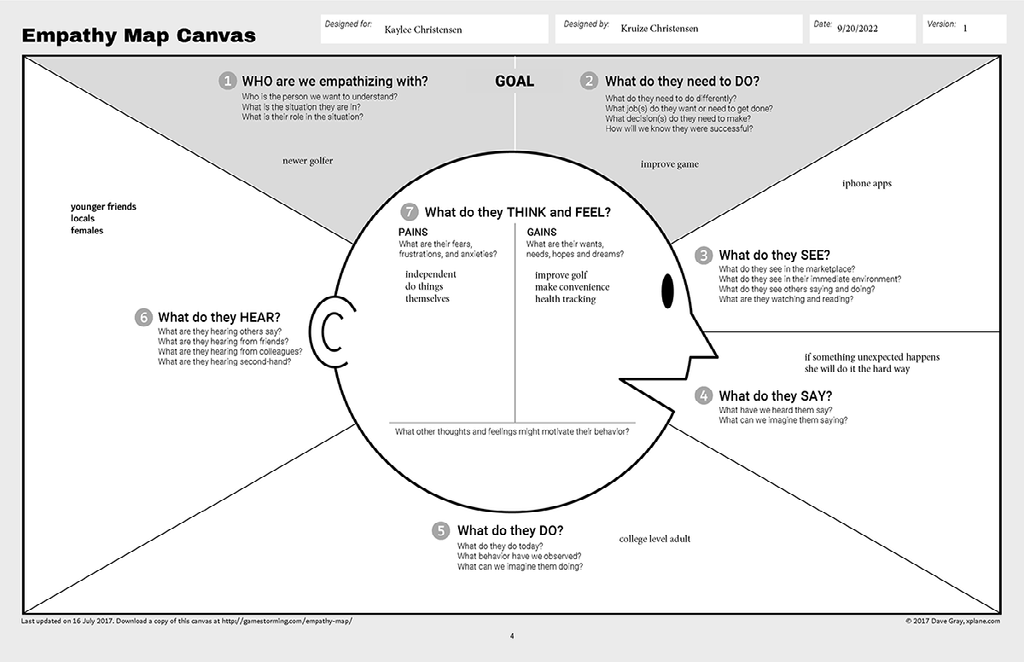 Empathy Map Canvas
Designed for:
Kaylee Christensen
Designed by:
Kruize Christensen
Date:
9/20/2022
Version:
1
1 WHO are we empathizing with?
Who is the person we want to understand?
What is the situation they are in?
What is their role in the situation?
newer golfer
GOAL
2 What do they need to DO?
What do they need to do differently?
What job(s) do they want or need to get done?
What decision(s) do they need to make?
How will we know they were successful?
improve game
iphone apps
3 What do they SEE?
What do they see in the marketplace?
What do they see in their immediate environment?
What do they see others saying and doing?
What are they watching and reading?
if something unexpected happens
she will do it the hard way
4 What do they SAY?
What have we heard them say?
What can we imagine them saying?
5 What do they DO?
What do they do today?
What behavior have we observed?
What can we imagine them doing?
college level adult
younger friends
locals
females
6 What do they HEAR?
What are they hearing others say?
What are they hearing from friends?
What are they hearing from colleagues?
What are they hearing second-hand?
7 What do they THINK and FEEL?
PAINS
What are their fears,
frustrations, and anxieties?
independent
do things
themselves
GAINS
What are their wants,
needs, hopes and dreams?
improve golf
make convenience
health tracking
What other thoughts and feelings might motivate their behavior?
Last updated on 16 July 2017. Download a copy of this canvas at http://gamestorming.com/empathy-map/
© 2017 Dave Gray, xplane.com
4